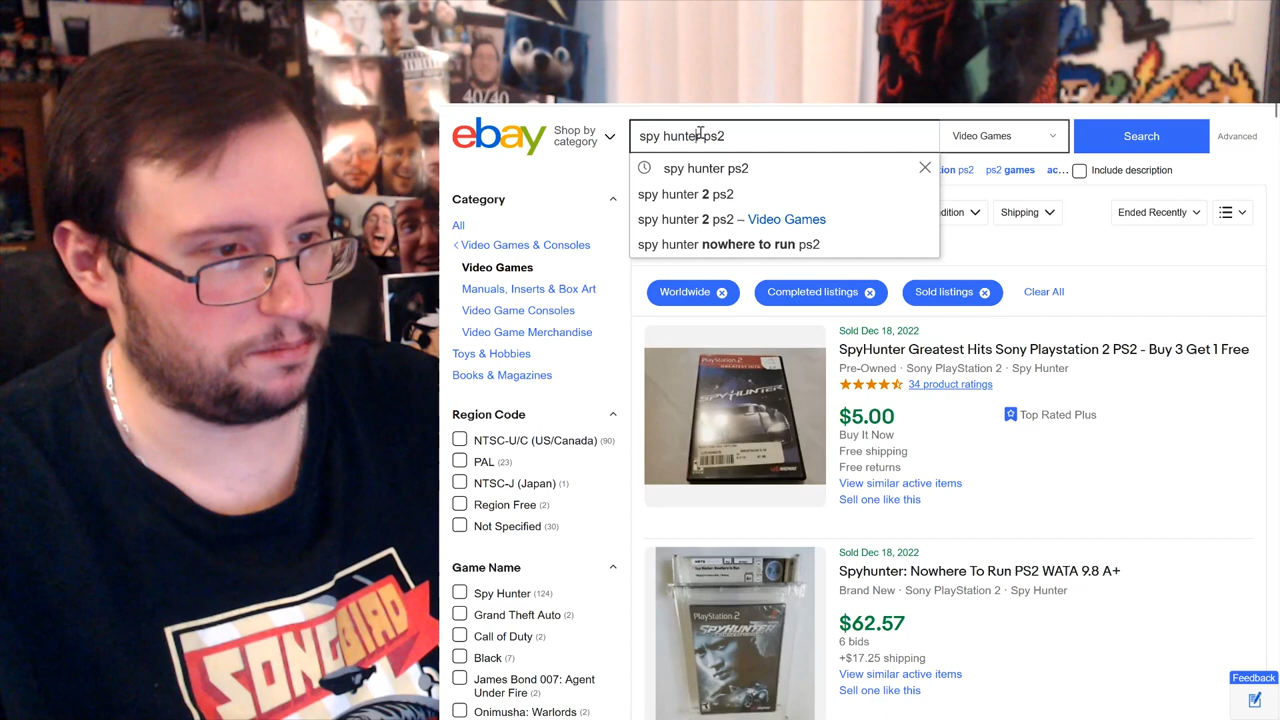 40/40
ebay
Shop by
category
spy hunter ps2
Video Games
Search
Advanced
spy hunter ps2
spy hunter 2 ps2
spy hunter 2 ps2 – Video Games
spy hunter nowhere to run ps2
ion ps2
ps2 games
ac...
Include description
dition
Shipping
Ended Recently
Category
All
Video Games & Consoles
Video Games
Manuals, Inserts & Box Art
Video Game Consoles
Video Game Merchandise
Toys & Hobbies
Books & Magazines
Worldwide
Completed listings
Sold listings
Clear All
Region Code
NTSC-U/C (US/Canada) (90)
PAL (23)
NTSC-J (Japan) (1)
Region Free (2)
Not Specified (30)
Game Name
Spy Hunter (124)
Grand Theft Auto (2)
Call of Duty (2)
Black (7)
James Bond 007: Agent
Under Fire (2)
Onimusha: Warlords (2)
Sold Dec 18, 2022
SpyHunter Greatest Hits Sony Playstation 2 PS2 - Buy 3 Get 1 Free
Pre-Owned · Sony PlayStation 2 · Spy Hunter
34 product ratings
$5.00
Top Rated Plus
Buy It Now
Free shipping
Free returns
View similar active items
Sell one like this
PlayStation 2
SPYHUNTER
Sold Dec 18, 2022
Spyhunter: Nowhere To Run PS2 WATA 9.8 A+
Brand New · Sony PlayStation 2 · Spy Hunter
$62.57
6 bids
+$17.25 shipping
View similar active items
Sell one like this
PlayStation 2
SPYHUNTER
Feedback
SONGBIRD